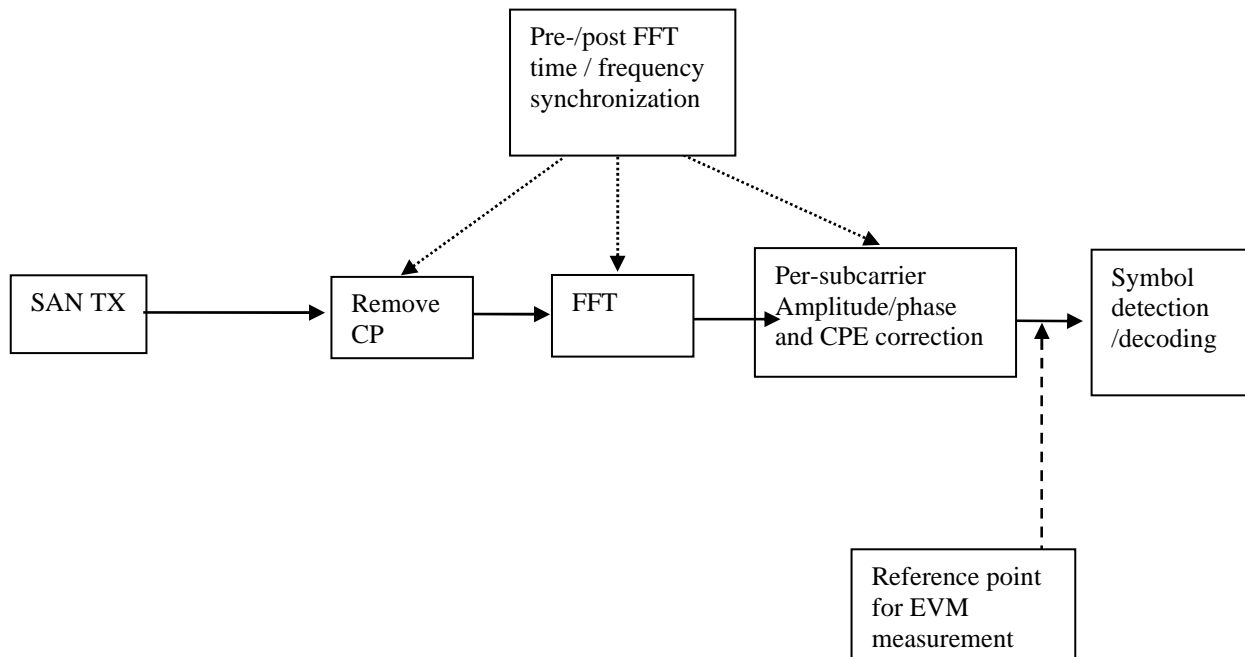 Pre-/post FFT
time / frequency
synchronization
SAN TX
Remove
CP
FFT
Per-subcarrier
Amplitude/phase
and CPE correction
Symbol
detection
/decoding
Reference point
for EVM
measurement